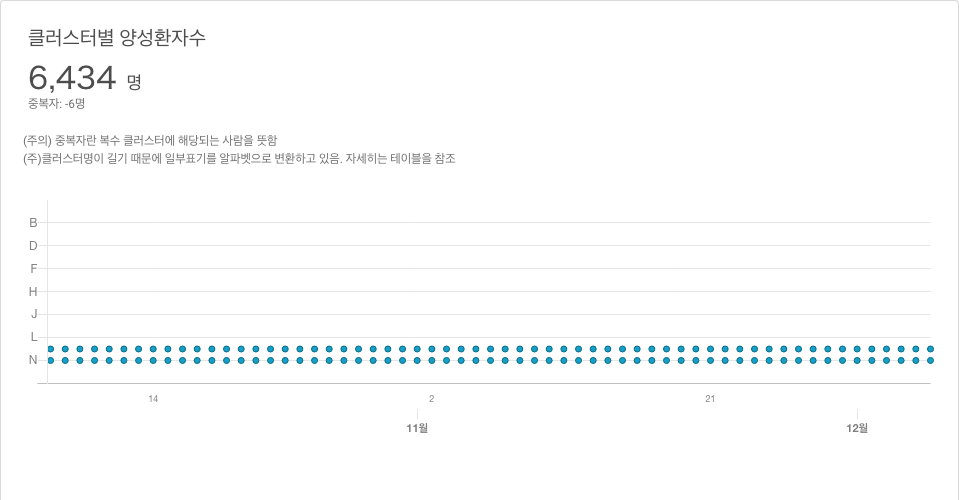 클러스터별 양성환자수
6,434 명
중복자: -6명
(주의) 중복자란 복수 클러스터에 해당되는 사람을 뜻함
(주)클러스터명이 길기 때문에 일부표기를 알파벳으로 변환하고 있음. 자세히는 테이블을 참조
B
D
F
H
J
L
N
14 2 21
11월 12월